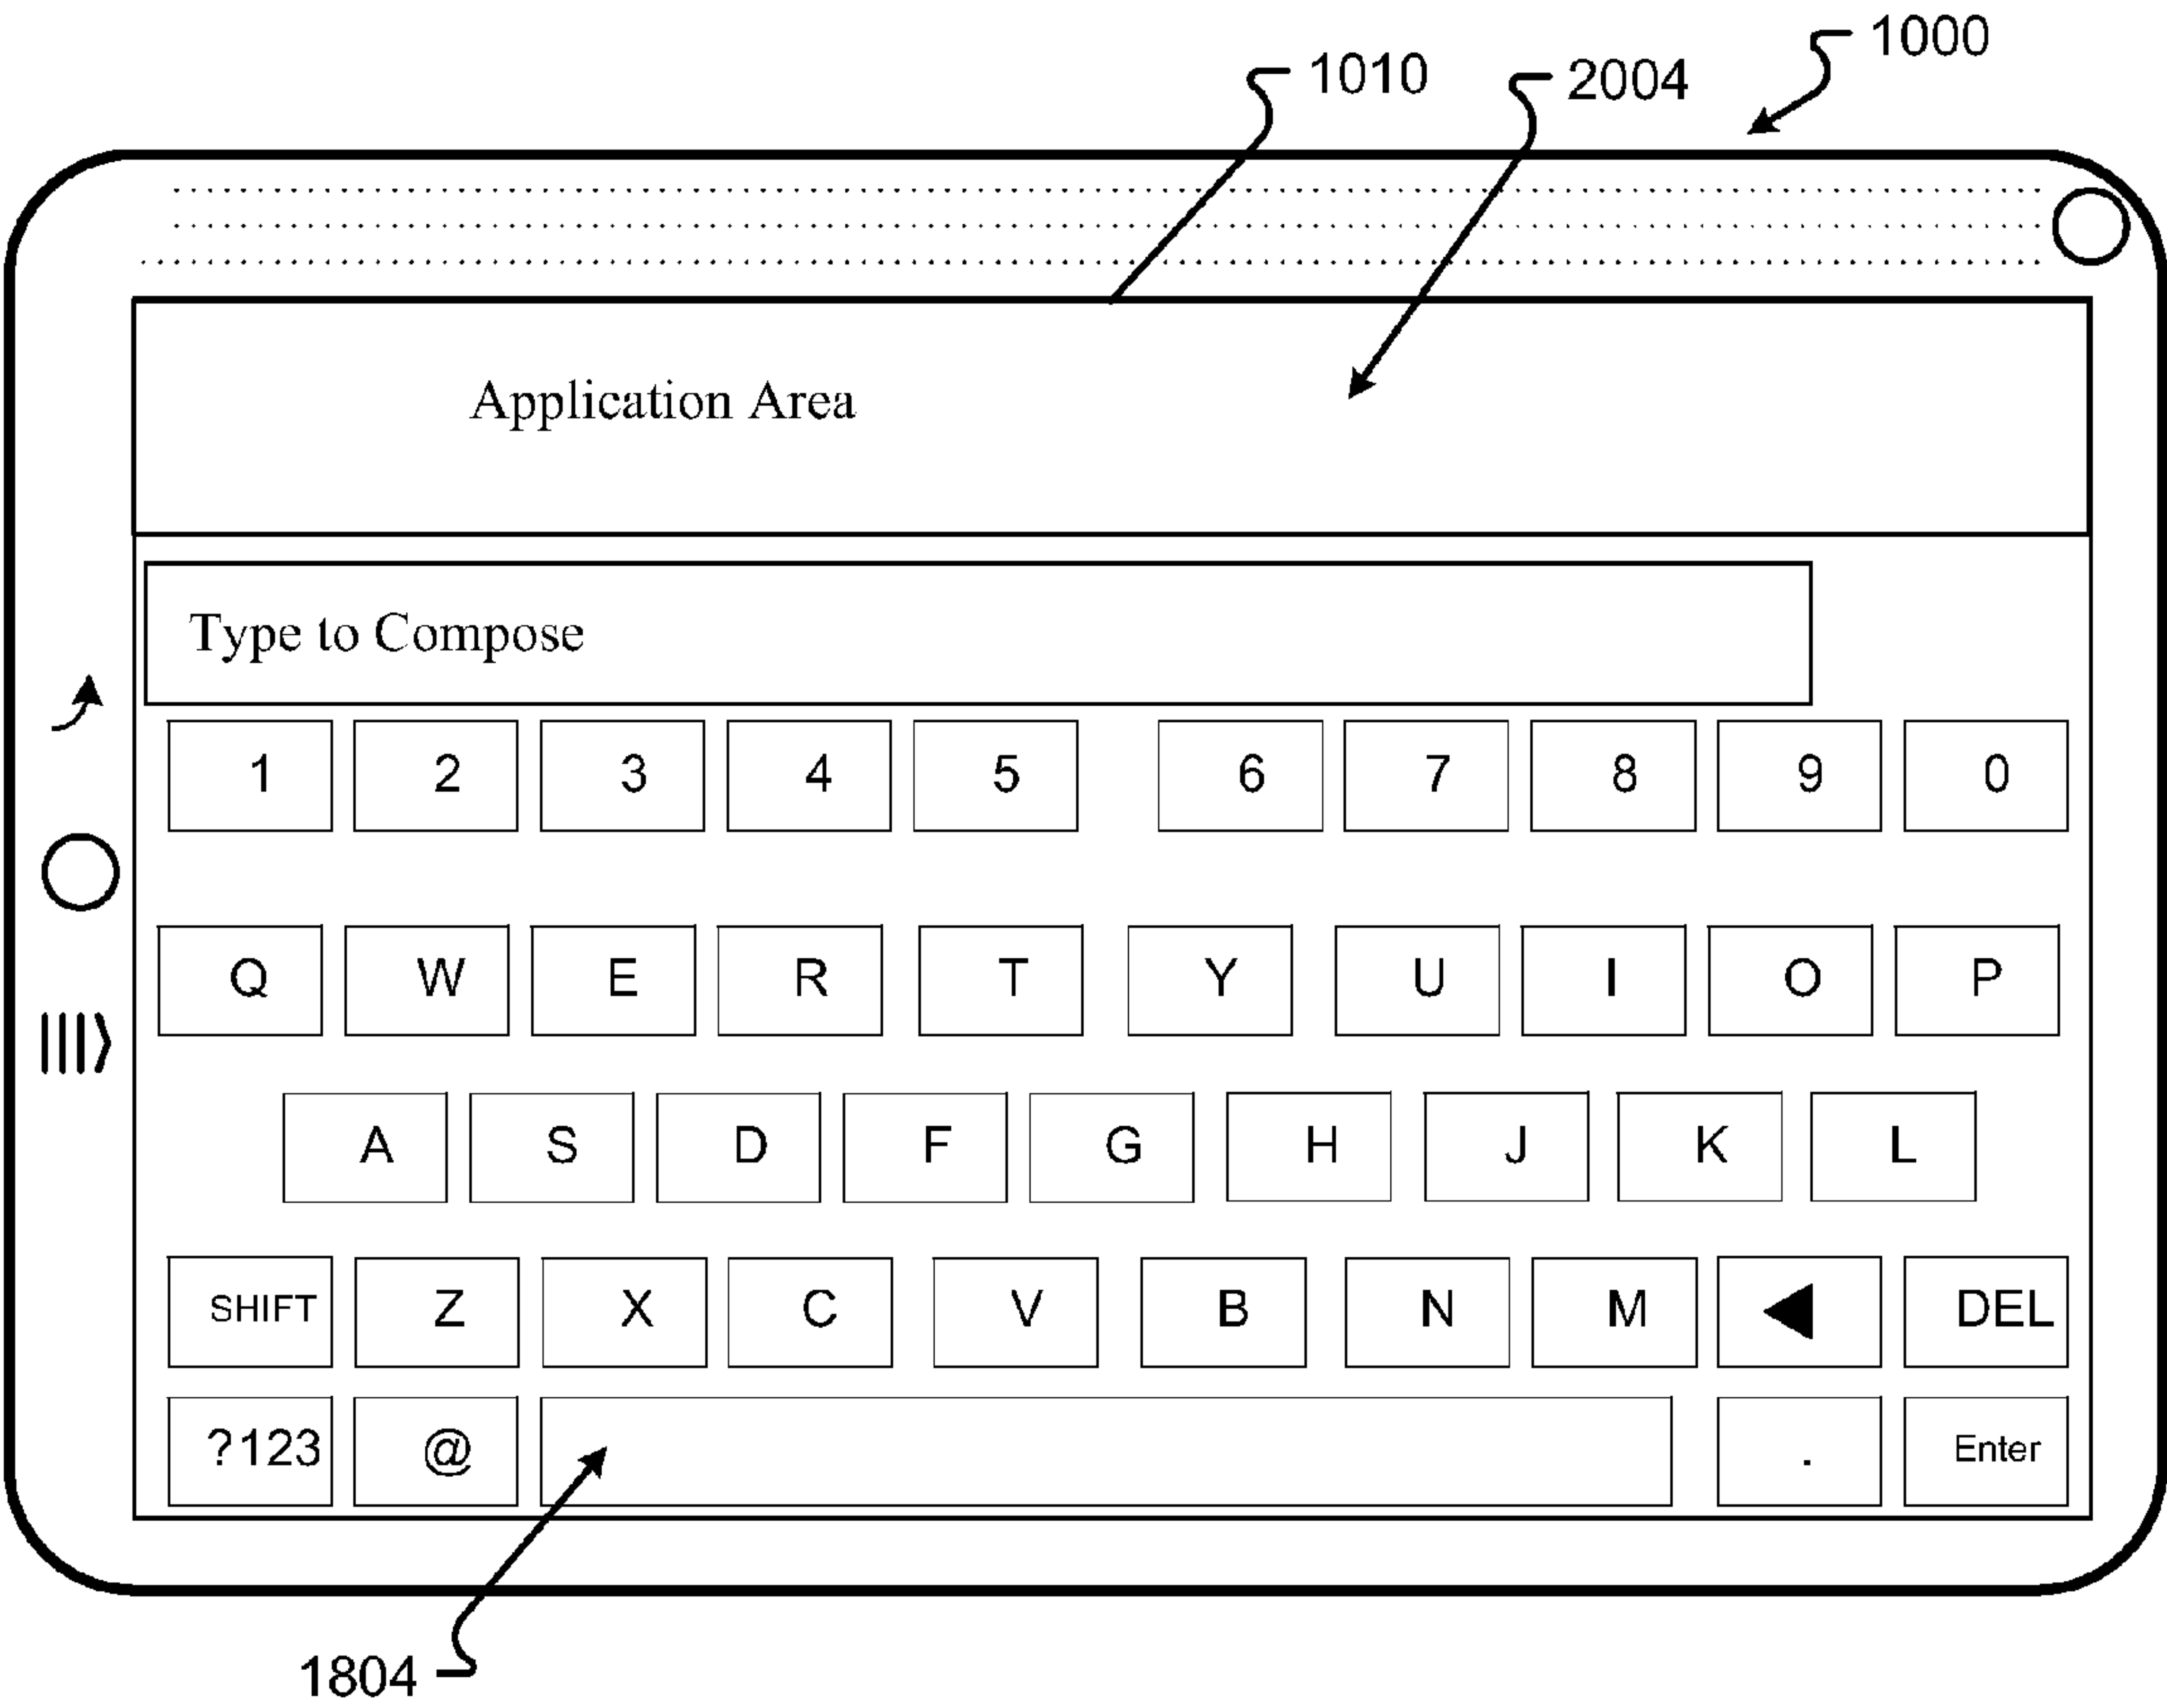 1000
1010
2004
Application Area
Type to Compose
1 2 3 4 5 6 7 8 9 0
Q W E R T Y U I O P
A S D F G H J K L
SHIFT Z X C V B N M ◀ DEL
?123 @ . Enter
1804